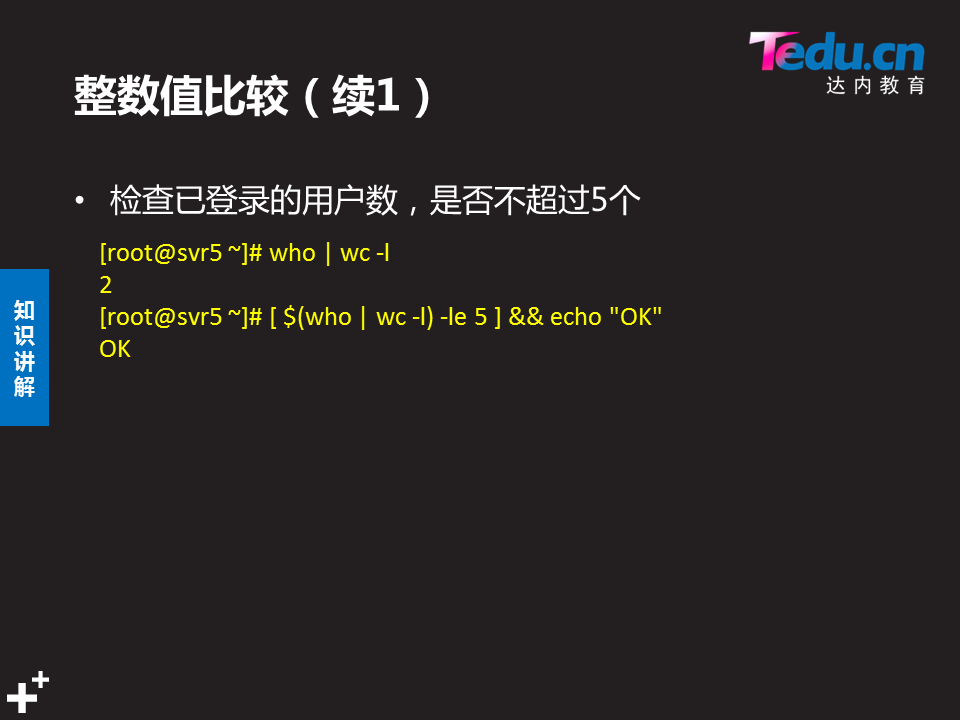 Tedu.cn
达内教育
整数值比较（续1）
• 检查已登录的用户数，是否不超过5个
[root@svr5 ~]# who | wc -l
2
[root@svr5 ~]# [ $(who | wc -l) -le 5 ] && echo "OK"
OK
知
识
讲
解